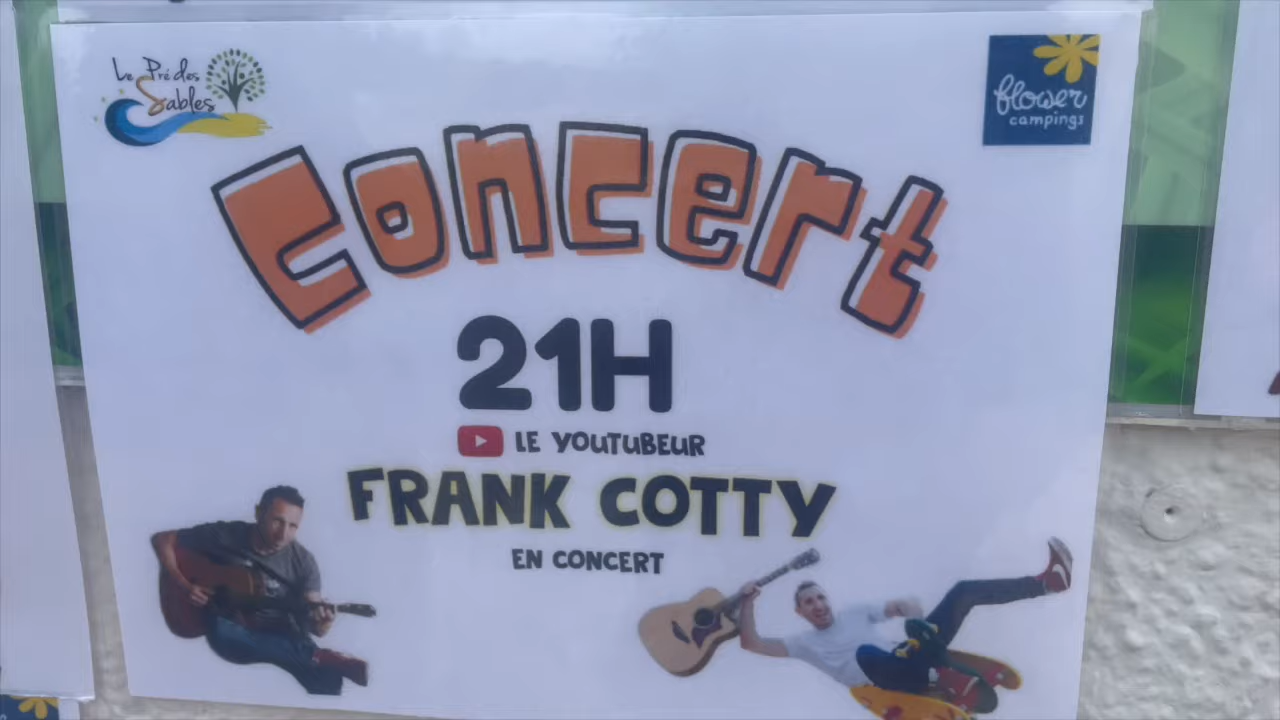 Le Pré des
Sables
flower
campings
concert
21H
LE YOUTUBEUR
FRANK COTTY
EN CONCERT